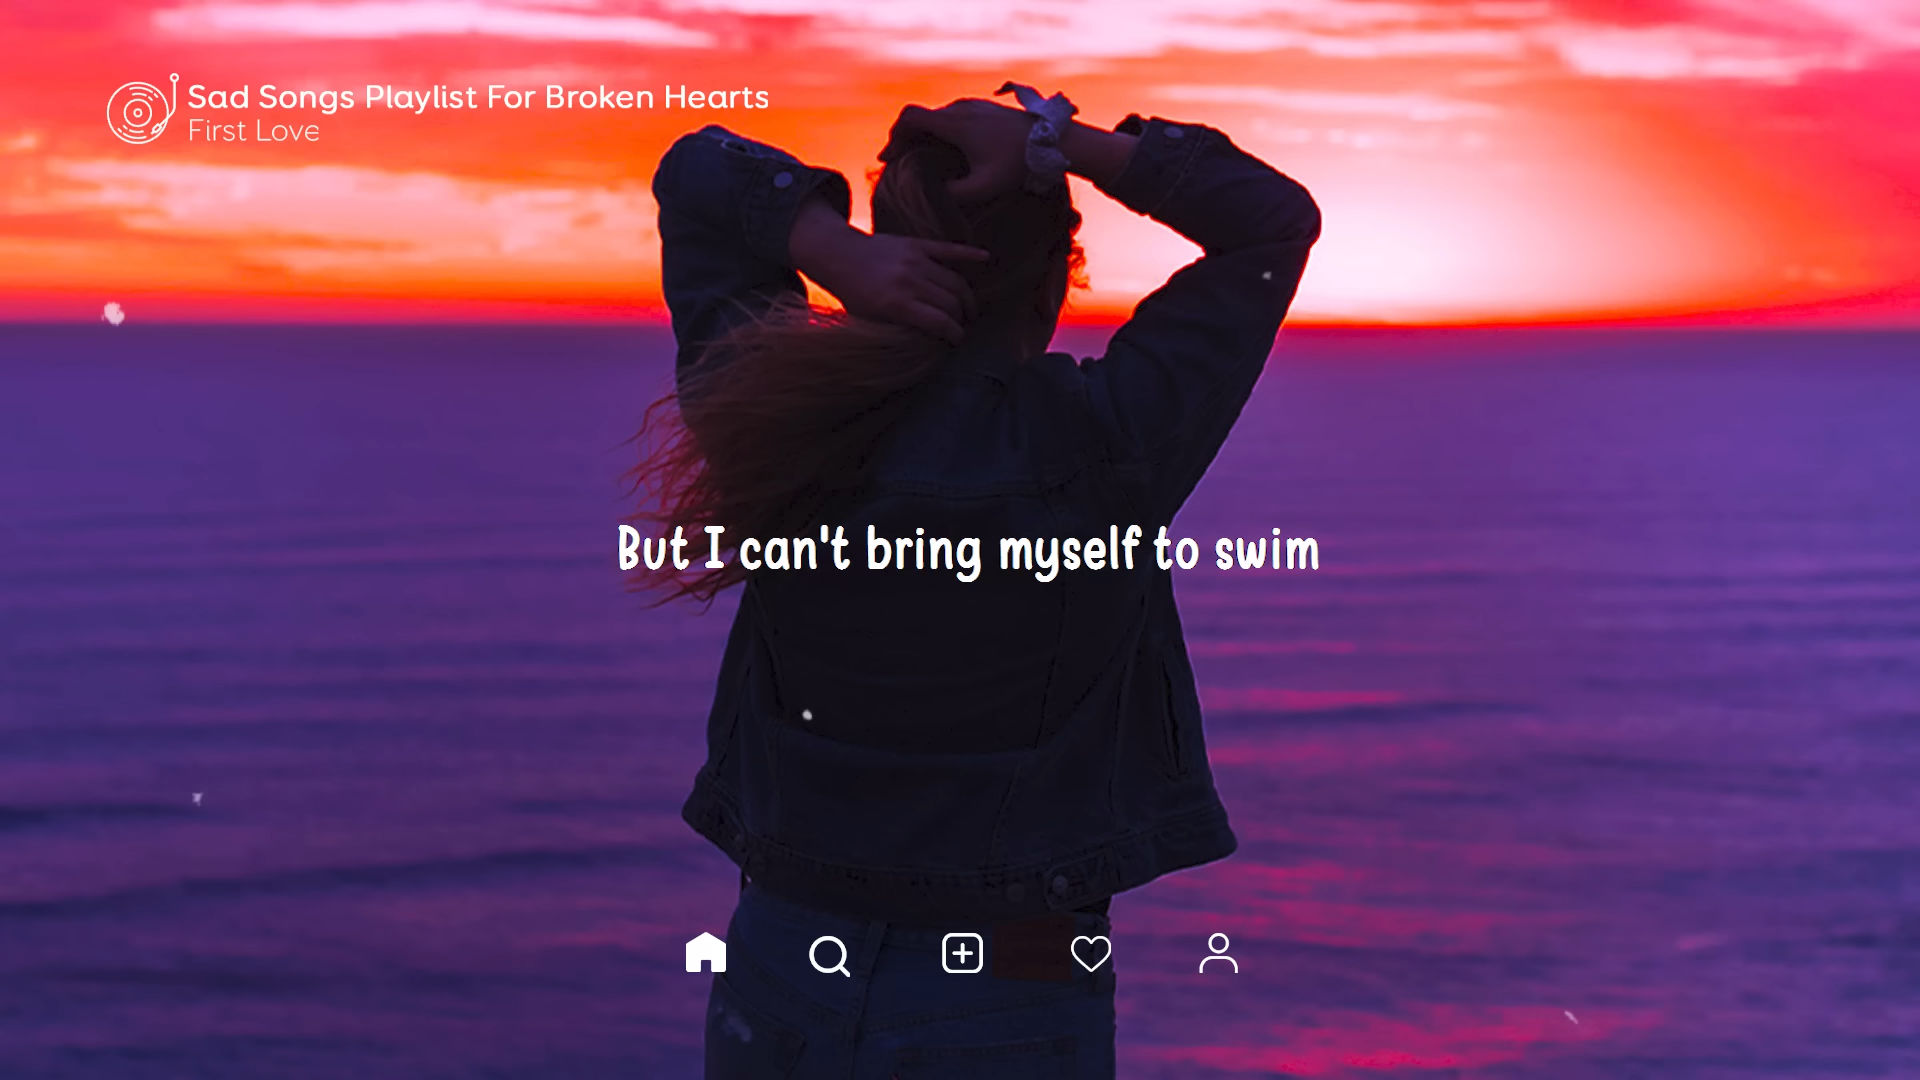 Sad Songs Playlist For Broken Hearts
First Love
But I can't bring myself to swim